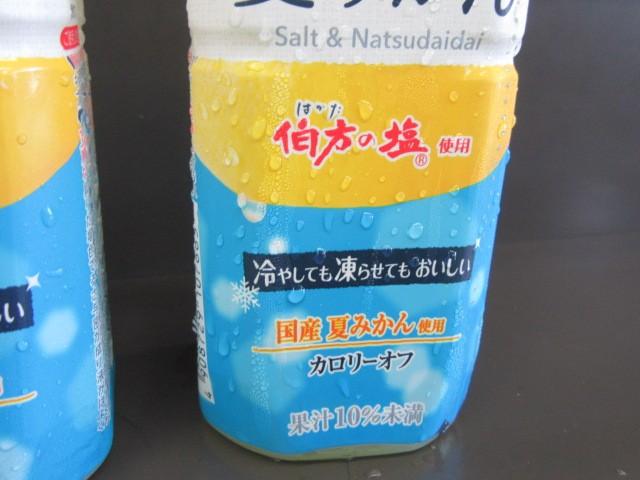 Salt & Natsudaidai
はかた
伯方の塩® 使用
冷やしても凍らせてもおいしい
国産 夏みかん 使用
カロリーオフ
果汁10%未満